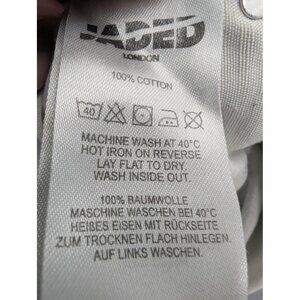 JADED
LONDON
100% COTTON
40
MACHINE WASH AT 40°C
HOT IRON ON REVERSE
LAY FLAT TO DRY.
WASH INSIDE OUT.
100% BAUMWOLLE
MASCHINE WASCHEN BEI 40°C
HEIßES EISEN MIT RÜCKSEITE
ZUM TROCKNEN FLACH HINLEGEN.
AUF LINKS WASCHEN.